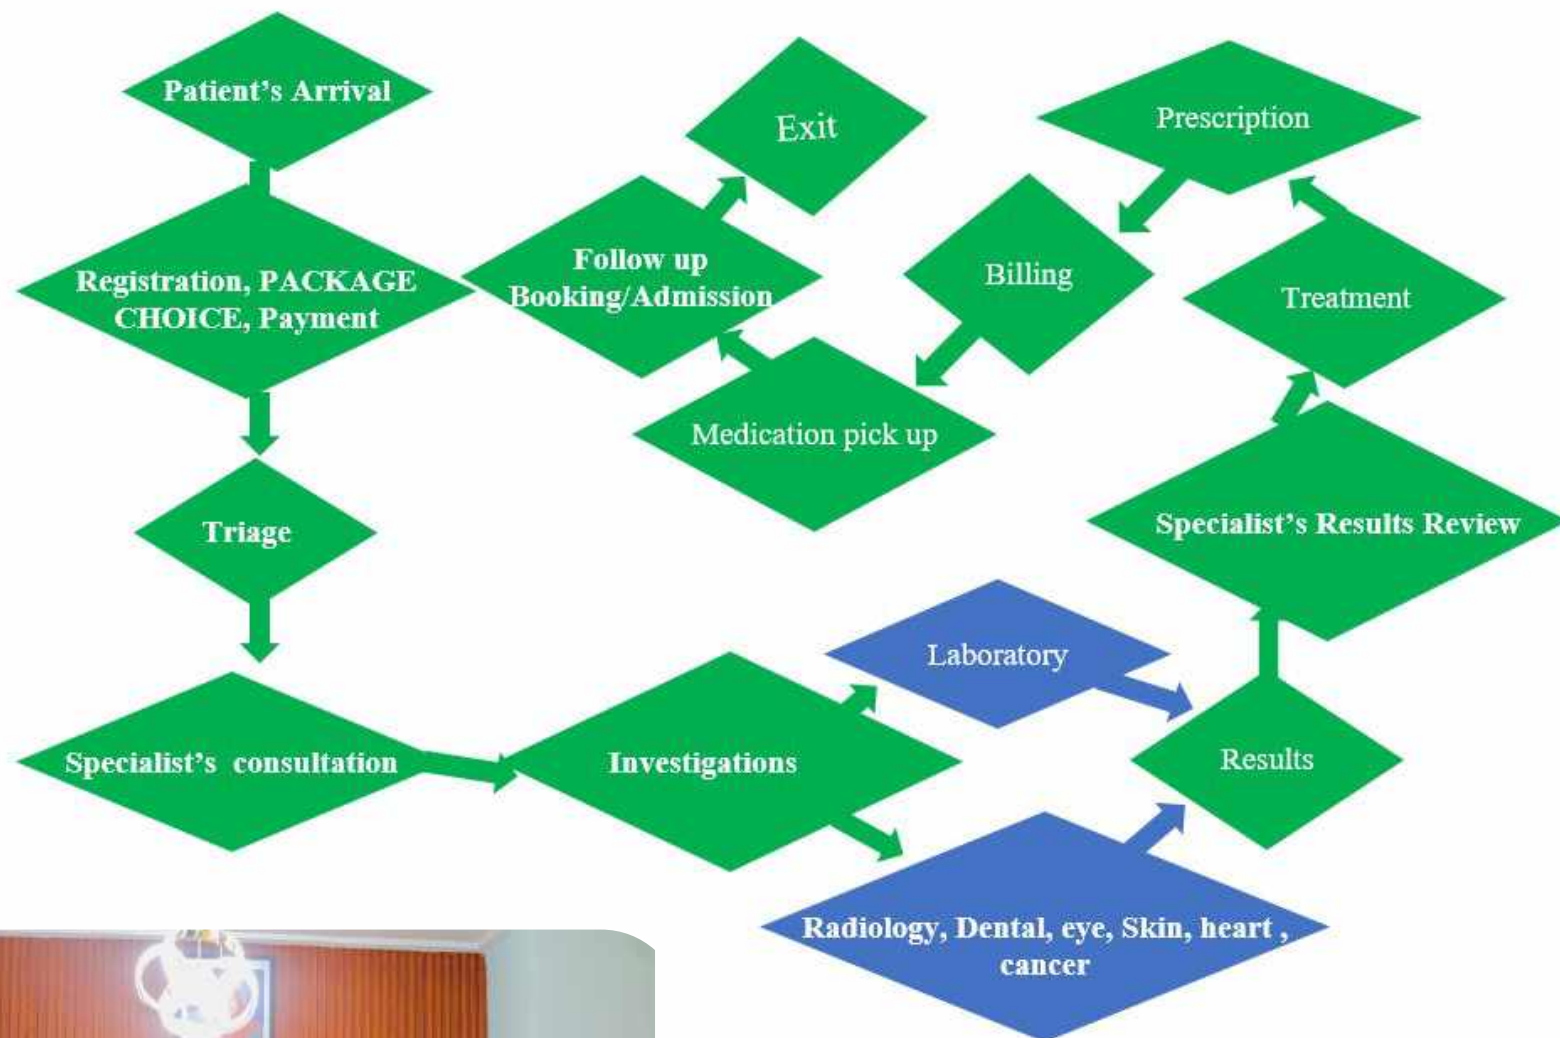 Patient’s Arrival
Registration, PACKAGE
CHOICE, Payment
Triage
Specialist’s consultation
Investigations
Laboratory
Radiology, Dental, eye, Skin, heart ,
cancer
Results
Specialist’s Results Review
Treatment
Prescription
Billing
Medication pick up
Follow up
Booking/Admission
Exit